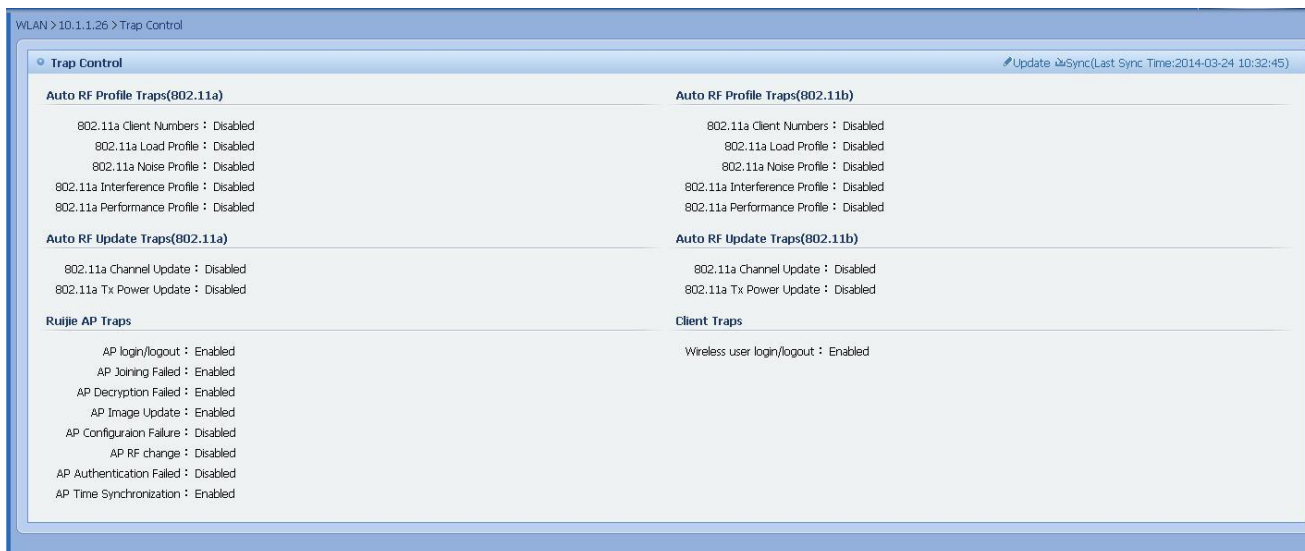 WLAN > 10.1.1.26 > Trap Control
Trap Control
Update Sync(Last Sync Time:2014-03-24 10:32:45)
Auto RF Profile Traps(802.11a)
802.11a Client Numbers： Disabled
802.11a Load Profile： Disabled
802.11a Noise Profile： Disabled
802.11a Interference Profile： Disabled
802.11a Performance Profile： Disabled
Auto RF Profile Traps(802.11b)
802.11a Client Numbers： Disabled
802.11a Load Profile： Disabled
802.11a Noise Profile： Disabled
802.11a Interference Profile： Disabled
802.11a Performance Profile： Disabled
Auto RF Update Traps(802.11a)
802.11a Channel Update： Disabled
802.11a Tx Power Update： Disabled
Auto RF Update Traps(802.11b)
802.11a Channel Update： Disabled
802.11a Tx Power Update： Disabled
Ruijie AP Traps
AP login/logout： Enabled
AP Joining Failed： Enabled
AP Decryption Failed： Enabled
AP Image Update： Enabled
AP Configuraion Failure： Disabled
AP RF change： Disabled
AP Authentication Failed： Disabled
AP Time Synchronization： Enabled
Client Traps
Wireless user login/logout： Enabled